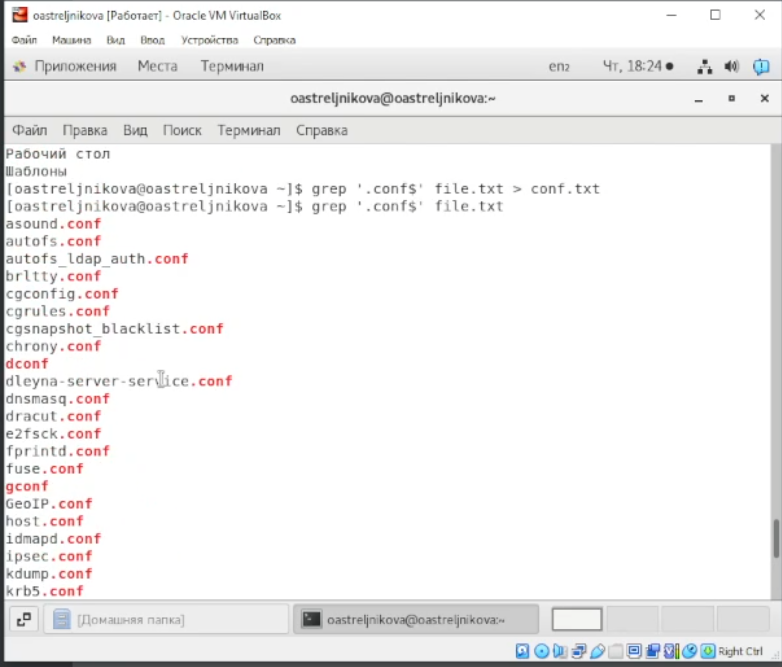 oastreljnikova [Работает] - Oracle VM VirtualBox
Файл Машина Вид Ввод Устройства Справка
Приложения Места Терминал en₂ Чт, 18:24
oastreljnikova@oastreljnikova:~
Файл Правка Вид Поиск Терминал Справка
Рабочий стол
Шаблоны
[oastreljnikova@oastreljnikova ~]$ grep '.conf$' file.txt > conf.txt
[oastreljnikova@oastreljnikova ~]$ grep '.conf$' file.txt
asound.conf
autofs.conf
autofs_ldap_auth.conf
brltty.conf
cgconfig.conf
cgrules.conf
cgsnapshot_blacklist.conf
chrony.conf
dconf
dleyna-server-service.conf
dnsmasq.conf
dracut.conf
e2fsck.conf
fprintd.conf
fuse.conf
gconf
GeoIP.conf
host.conf
idmapd.conf
ipsec.conf
kdump.conf
krb5.conf
[Домашняя папка] oastreljnikova@oastreljnikova:~
Right Ctrl